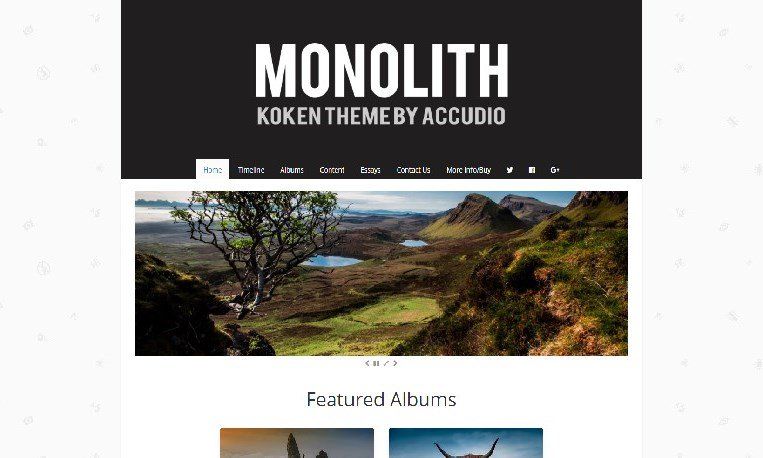 MONOLITH
KOKEN THEME BY ACCUDIO
Home Timeline Albums Content Essays Contact Us More Info/Buy
Featured Albums